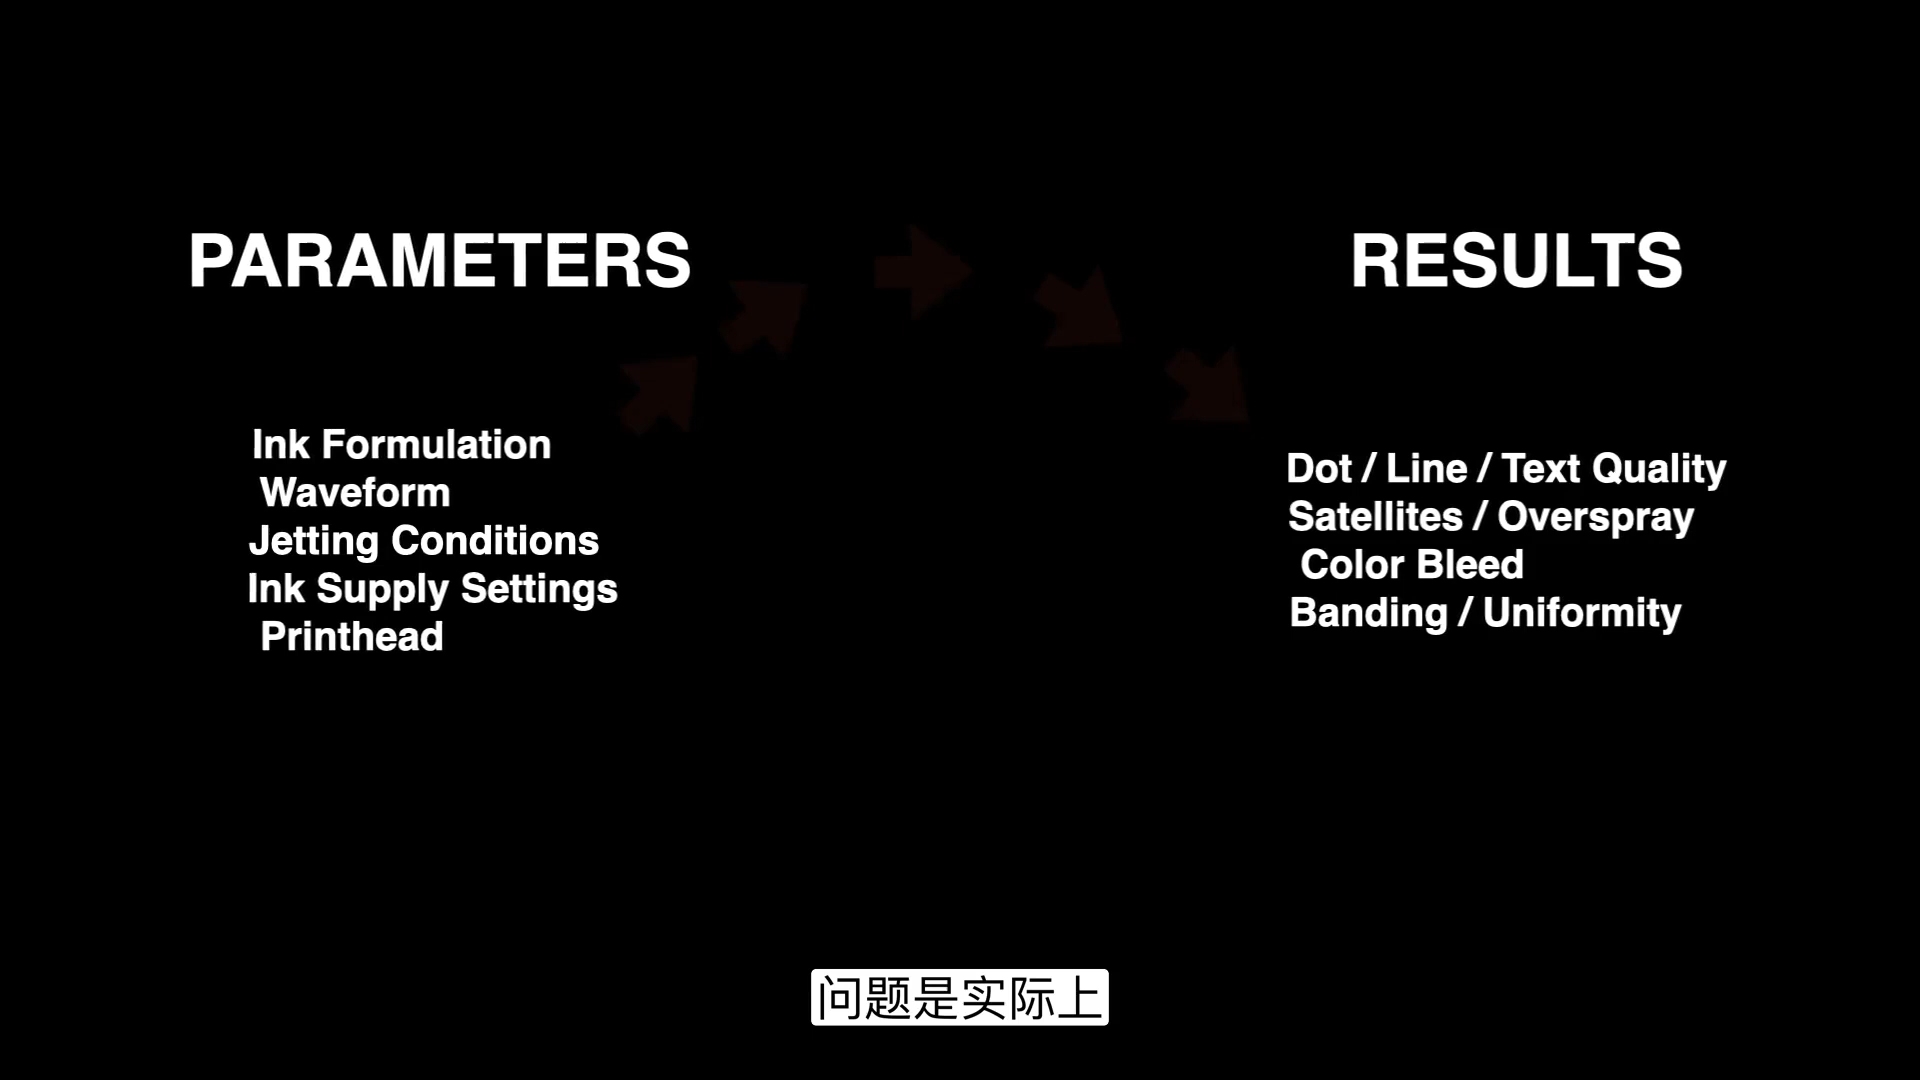 PARAMETERS
Ink Formulation
Waveform
Jetting Conditions
Ink Supply Settings
Printhead
RESULTS
Dot / Line / Text Quality
Satellites / Overspray
Color Bleed
Banding / Uniformity
问题是实际上